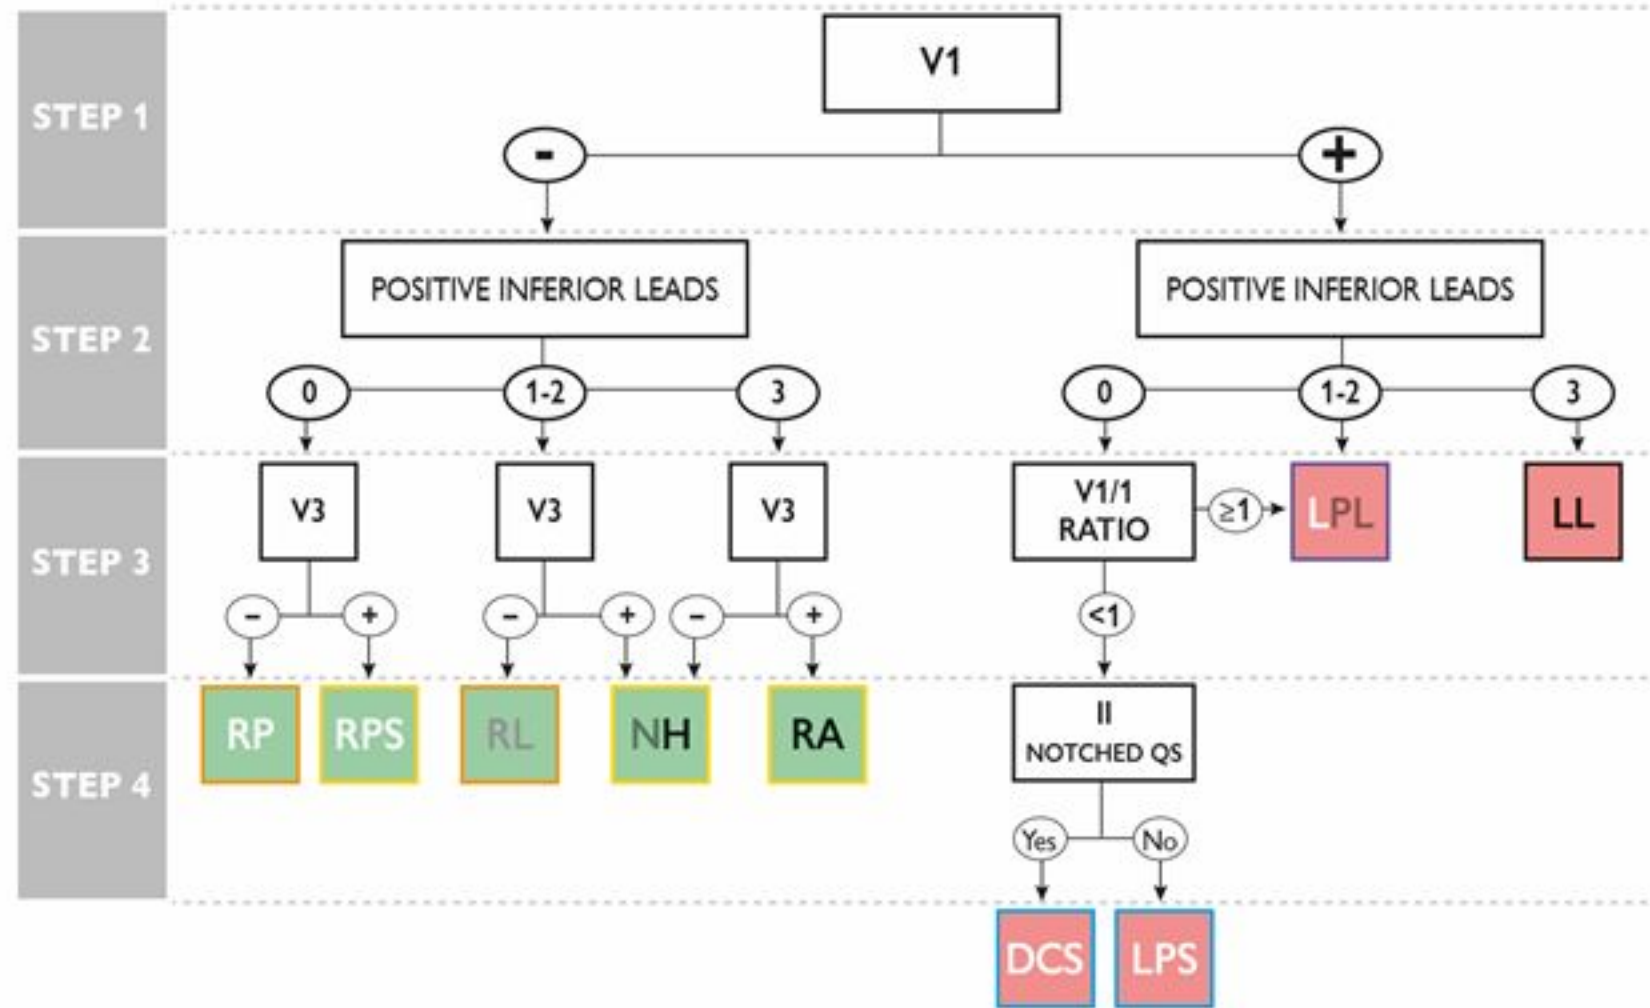 STEP 1
V1
-
+
STEP 2
POSITIVE INFERIOR LEADS
POSITIVE INFERIOR LEADS
0
1-2
3
0
1-2
3
STEP 3
V3
V3
V3
V1/1
RATIO
≥1
LPL
LL
-
+
-
+
-
+
<1
STEP 4
RP
RPS
RL
NH
RA
II
NOTCHED QS
Yes
No
DCS
LPS